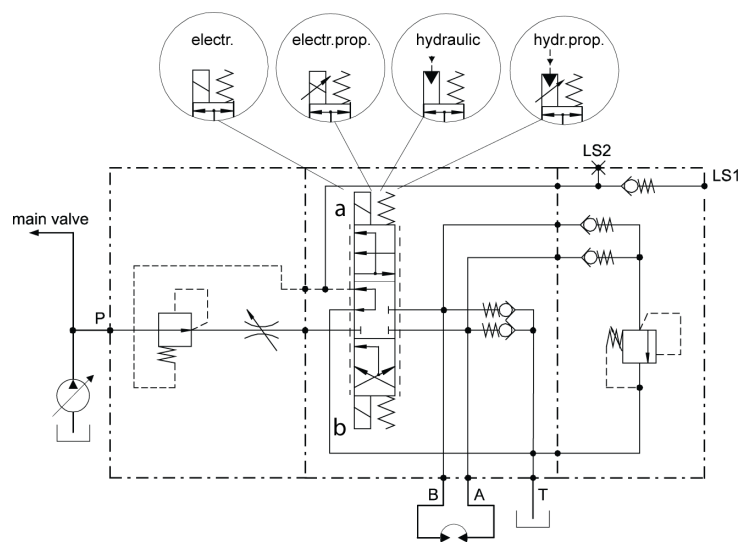 electr.
electr.prop.
hydraulic
hydr.prop.
LS2
LS1
a
main valve
P
b
B A T